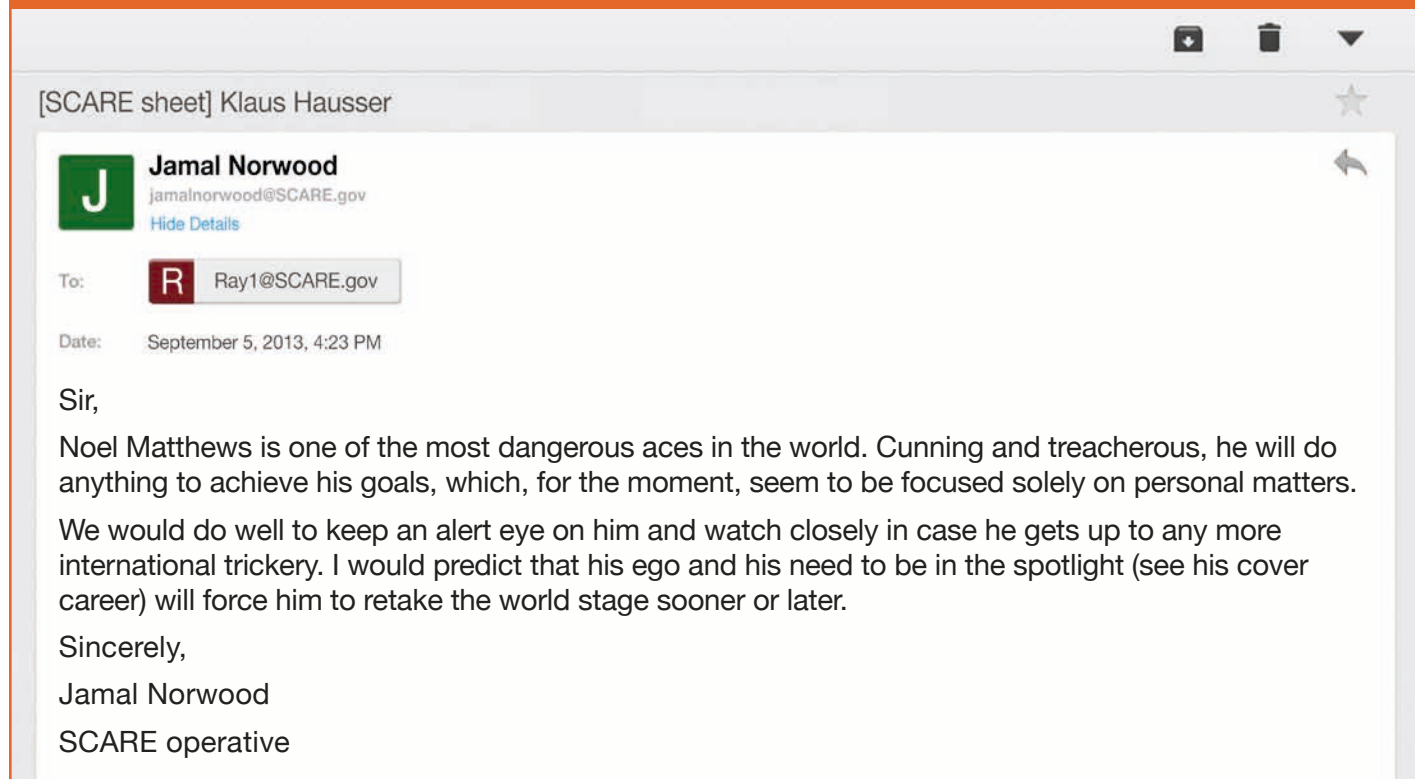 [SCARE sheet] Klaus Hausser
J
Jamal Norwood
jamalnorwood@SCARE.gov
Hide Details
To:
R
Ray1@SCARE.gov
Date:
September 5, 2013, 4:23 PM
Sir,
Noel Matthews is one of the most dangerous aces in the world. Cunning and treacherous, he will do
anything to achieve his goals, which, for the moment, seem to be focused solely on personal matters.
We would do well to keep an alert eye on him and watch closely in case he gets up to any more
international trickery. I would predict that his ego and his need to be in the spotlight (see his cover
career) will force him to retake the world stage sooner or later.
Sincerely,
Jamal Norwood
SCARE operative